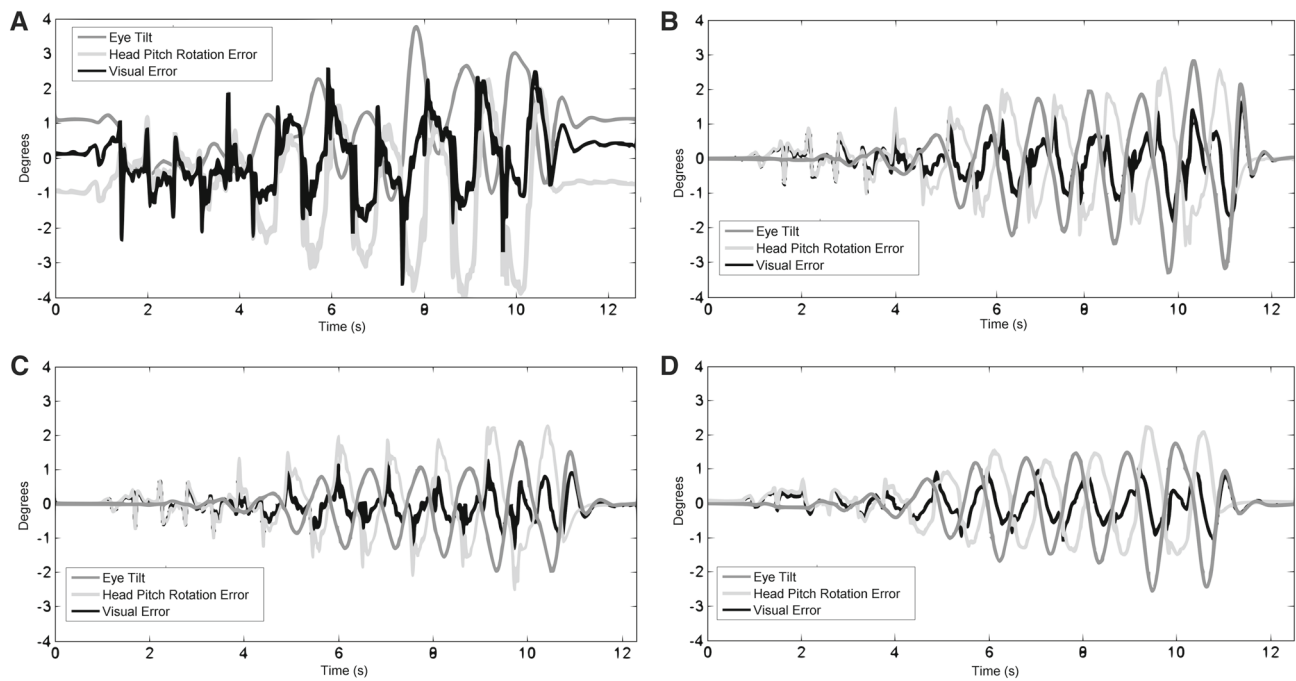 A
4
3
2
1
0
-1
-2
-3
-4
Degrees
Eye Tilt
Head Pitch Rotation Error
Visual Error
0 2 4 6 8 10 12
Time (s)
B
4
3
2
1
0
-1
-2
-3
-4
Degrees
Eye Tilt
Head Pitch Rotation Error
Visual Error
0 2 4 6 8 10 12
Time (s)
C
4
3
2
1
0
-1
-2
-3
-4
Degrees
Eye Tilt
Head Pitch Rotation Error
Visual Error
0 2 4 6 8 10 12
Time (s)
D
4
3
2
1
0
-1
-2
-3
-4
Degrees
Eye Tilt
Head Pitch Rotation Error
Visual Error
0 2 4 6 8 10 12
Time (s)